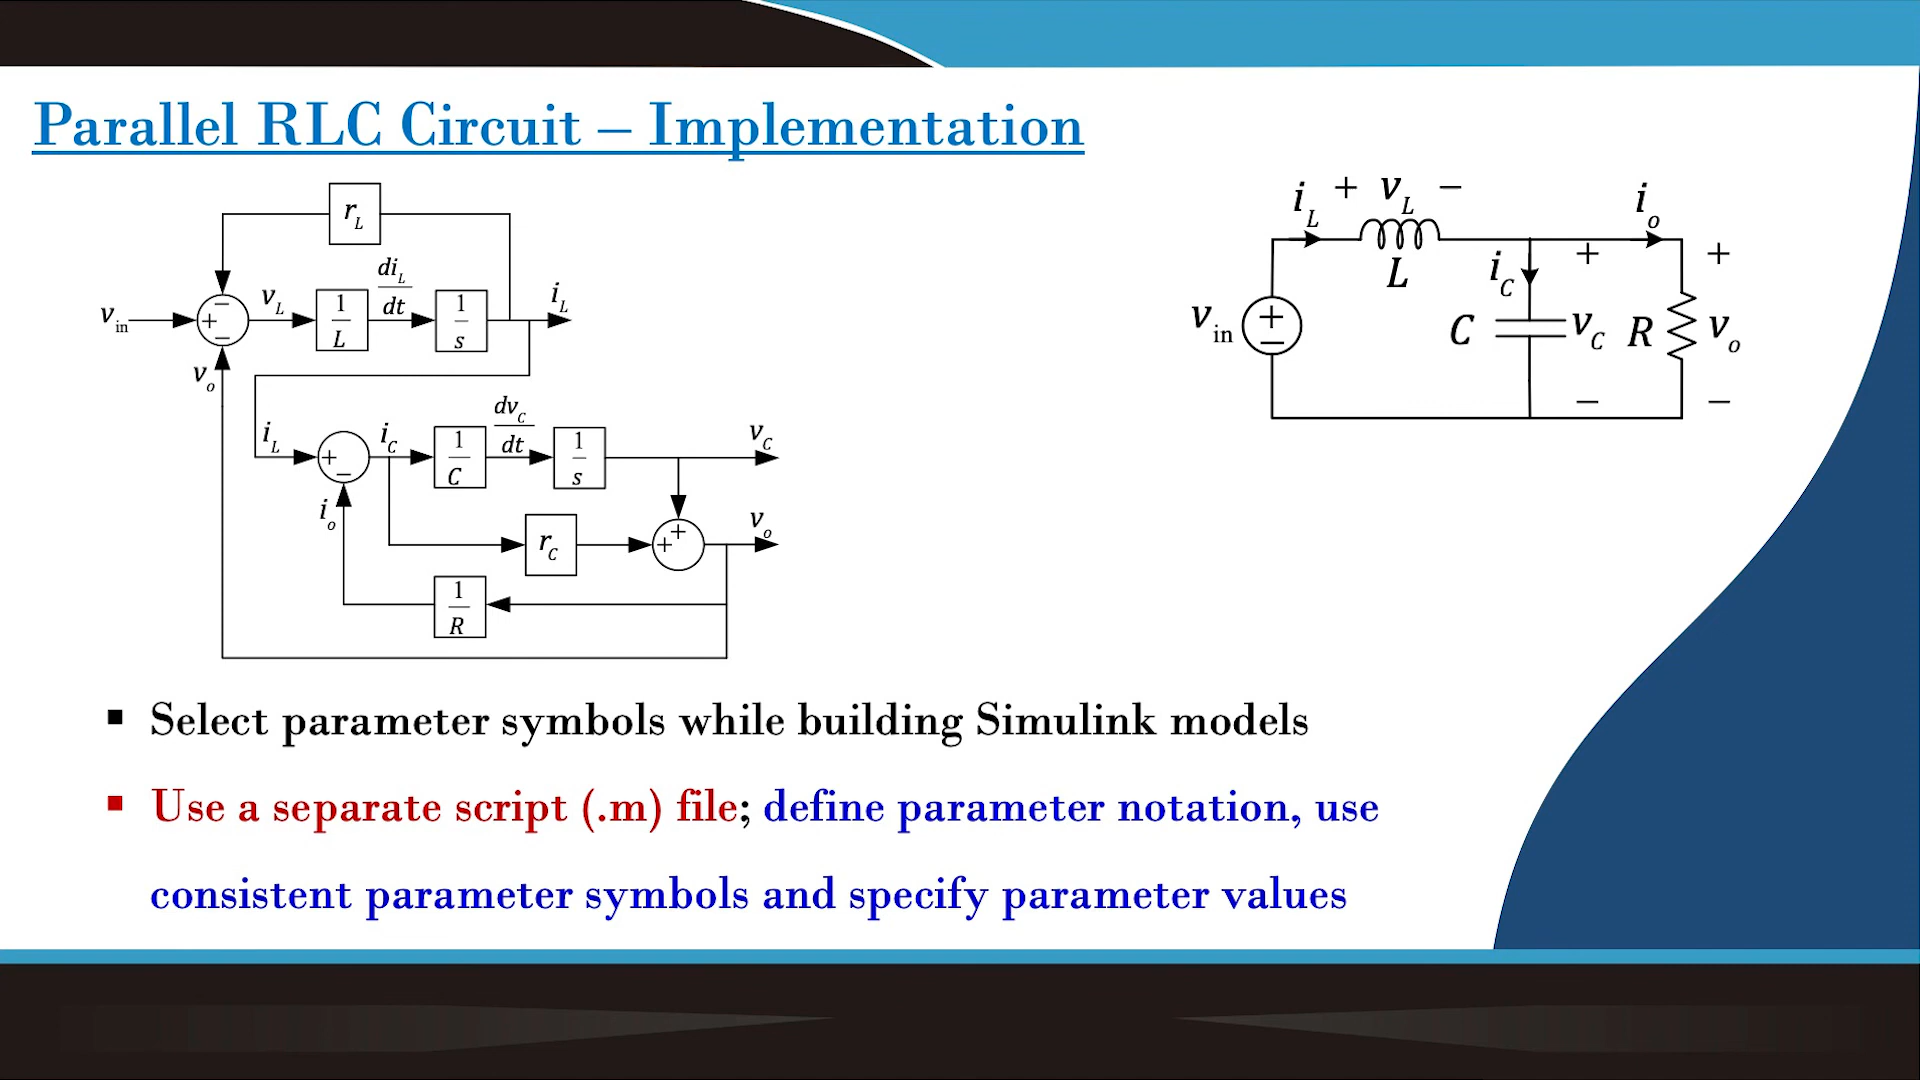 Parallel RLC Circuit – Implementation
r_L
v_in + − − v_L 1/L di_L/dt 1/s i_L
v_o
i_L + − i_C 1/C dv_C/dt 1/s v_C
i_o
r_C + + v_o
1/R
i_L + v_L − i_o
L i_C + +
v_in + − C v_C R v_o
− −
▪ Select parameter symbols while building Simulink models
▪ Use a separate script (.m) file; define parameter notation, use
consistent parameter symbols and specify parameter values